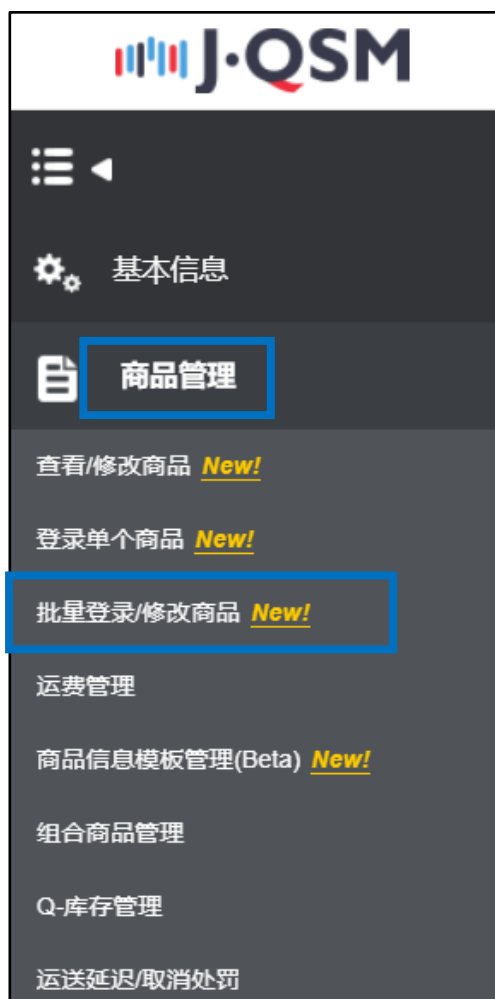 J·QSM
基本信息
商品管理
查看/修改商品 New!
登录单个商品 New!
批量登录/修改商品 New!
运费管理
商品信息模板管理(Beta) New!
组合商品管理
Q-库存管理
运送延迟/取消处罚